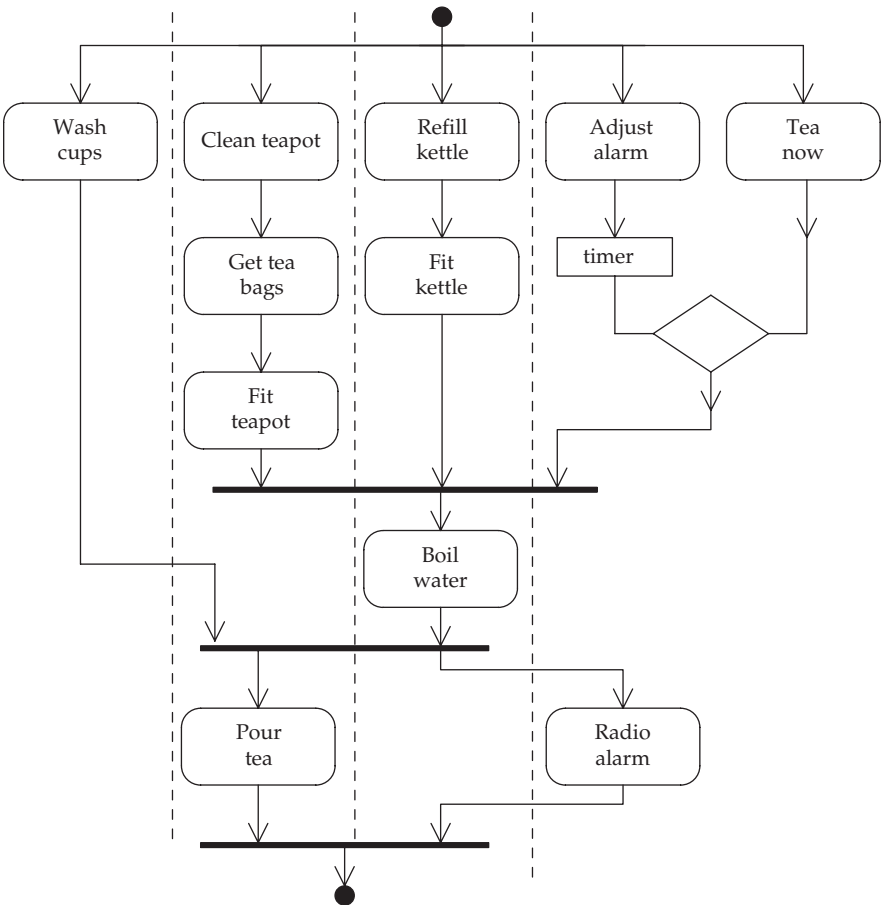 Wash
cups
Clean teapot
Refill
kettle
Adjust
alarm
Tea
now
Get tea
bags
Fit
kettle
timer
Fit
teapot
Boil
water
Pour
tea
Radio
alarm